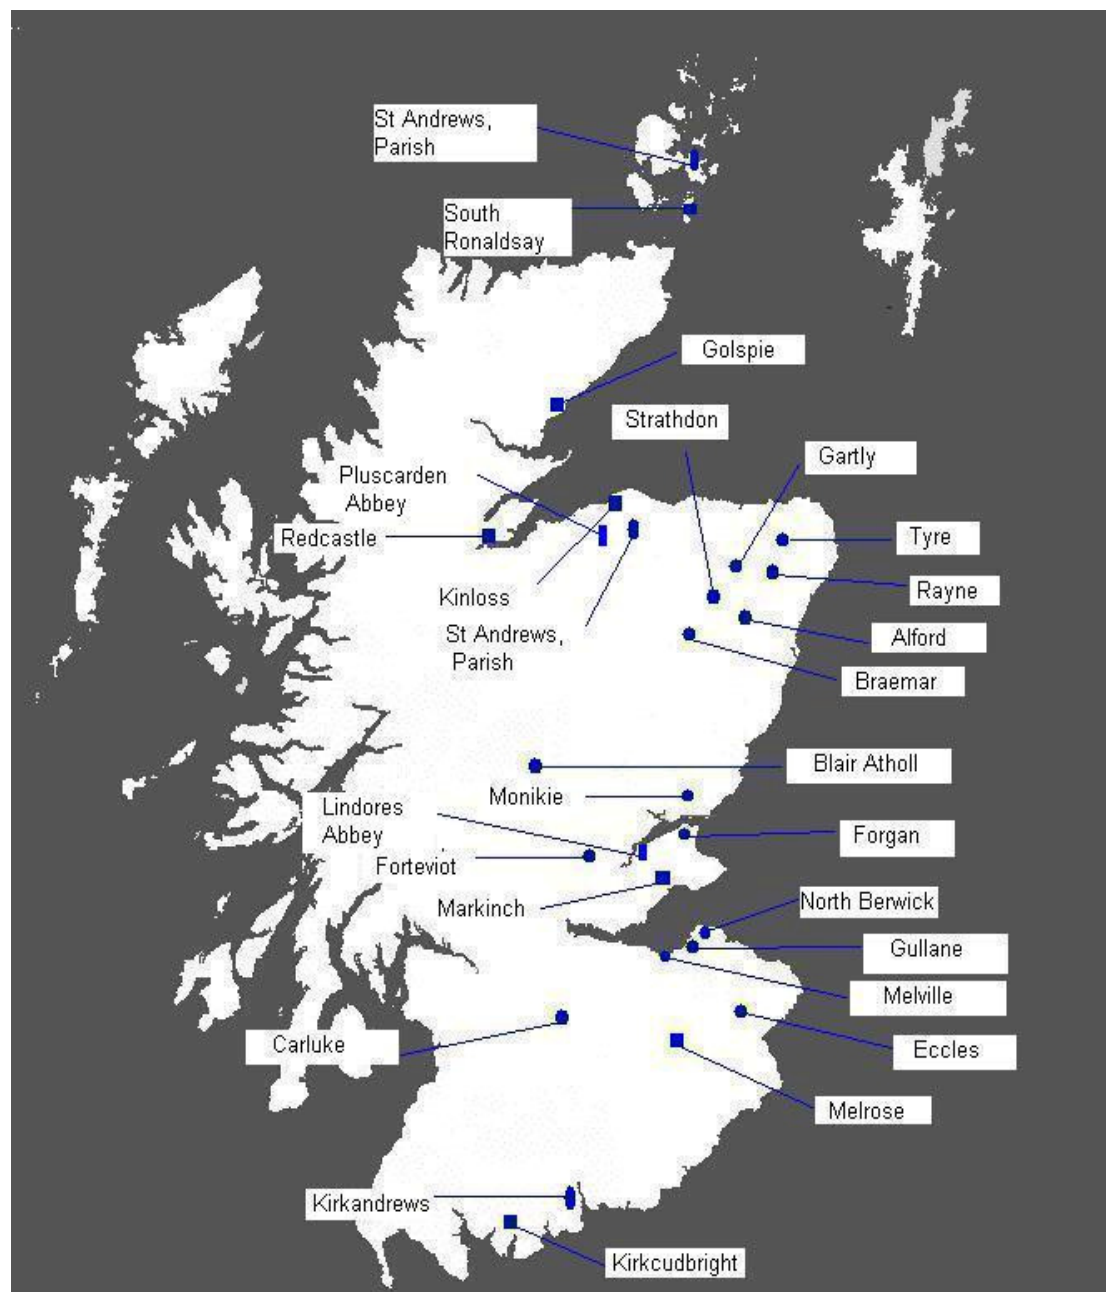 St Andrews,
Parish
South
Ronaldsay
Golspie
Strathdon
Gartly
Pluscarden
Abbey
Redcastle
Tyre
Rayne
Kinloss
St Andrews,
Parish
Alford
Braemar
Blair Atholl
Monikie
Lindores
Abbey
Forgan
Forteviot
Markinch
North Berwick
Gullane
Melville
Carluke
Eccles
Melrose
Kirkandrews
Kirkcudbright